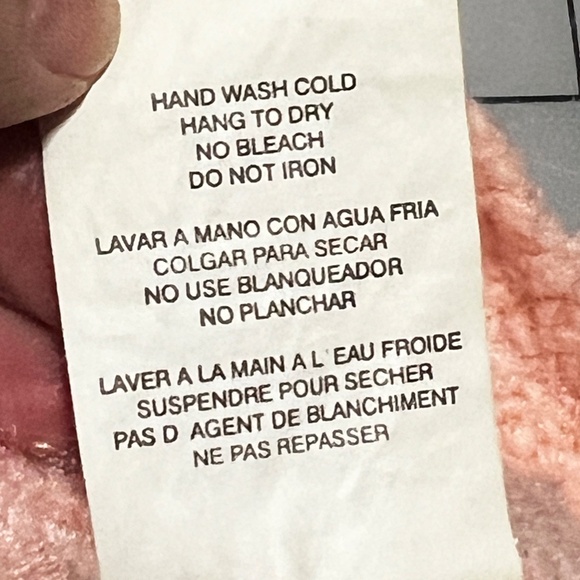 HAND WASH COLD
HANG TO DRY
NO BLEACH
DO NOT IRON
LAVAR A MANO CON AGUA FRIA
COLGAR PARA SECAR
NO USE BLANQUEADOR
NO PLANCHAR
LAVER A LA MAIN A L'EAU FROIDE
SUSPENDRE POUR SECHER
PAS D AGENT DE BLANCHIMENT
NE PAS REPASSER